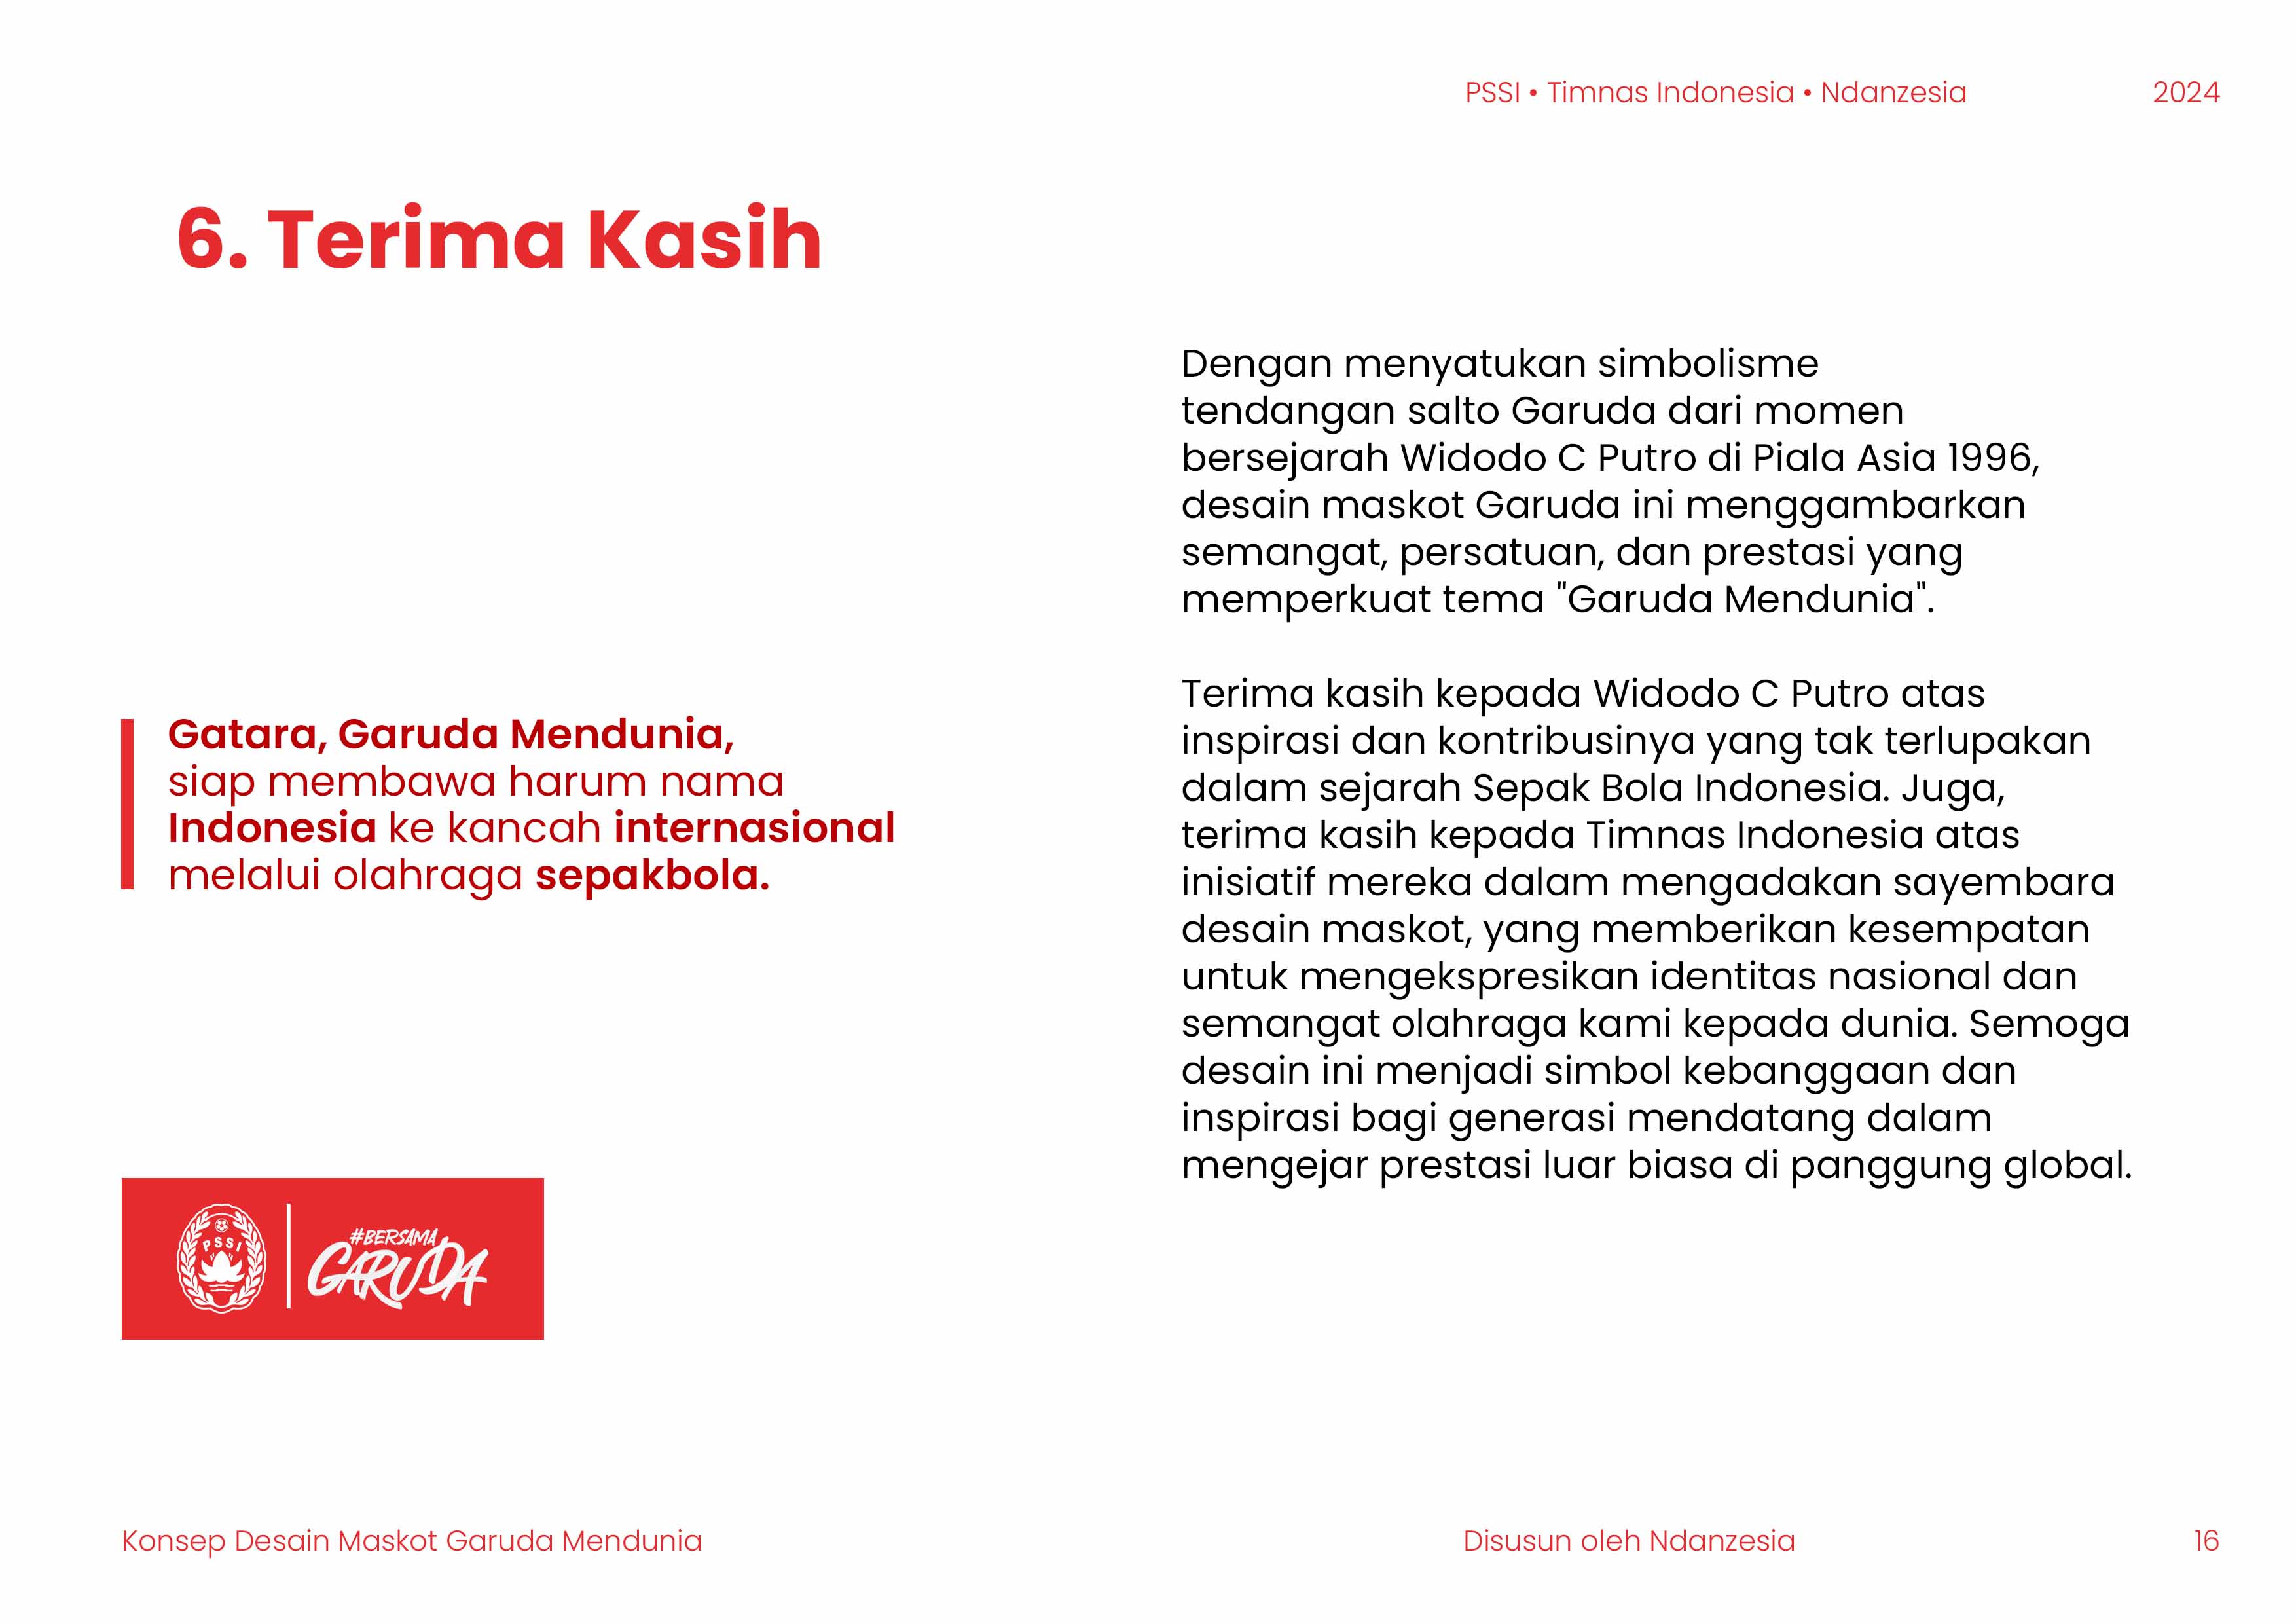 PSSI • Timnas Indonesia • Ndanzesia
2024
6. Terima Kasih
Gatara, Garuda Mendunia,
siap membawa harum nama
Indonesia ke kancah internasional
melalui olahraga sepakbola.
PSSI
#BERSAMA
GARUDA
Dengan menyatukan simbolisme
tendangan salto Garuda dari momen
bersejarah Widodo C Putro di Piala Asia 1996,
desain maskot Garuda ini menggambarkan
semangat, persatuan, dan prestasi yang
memperkuat tema "Garuda Mendunia".
Terima kasih kepada Widodo C Putro atas
inspirasi dan kontribusinya yang tak terlupakan
dalam sejarah Sepak Bola Indonesia. Juga,
terima kasih kepada Timnas Indonesia atas
inisiatif mereka dalam mengadakan sayembara
desain maskot, yang memberikan kesempatan
untuk mengekspresikan identitas nasional dan
semangat olahraga kami kepada dunia. Semoga
desain ini menjadi simbol kebanggaan dan
inspirasi bagi generasi mendatang dalam
mengejar prestasi luar biasa di panggung global.
Konsep Desain Maskot Garuda Mendunia
Disusun oleh Ndanzesia
16